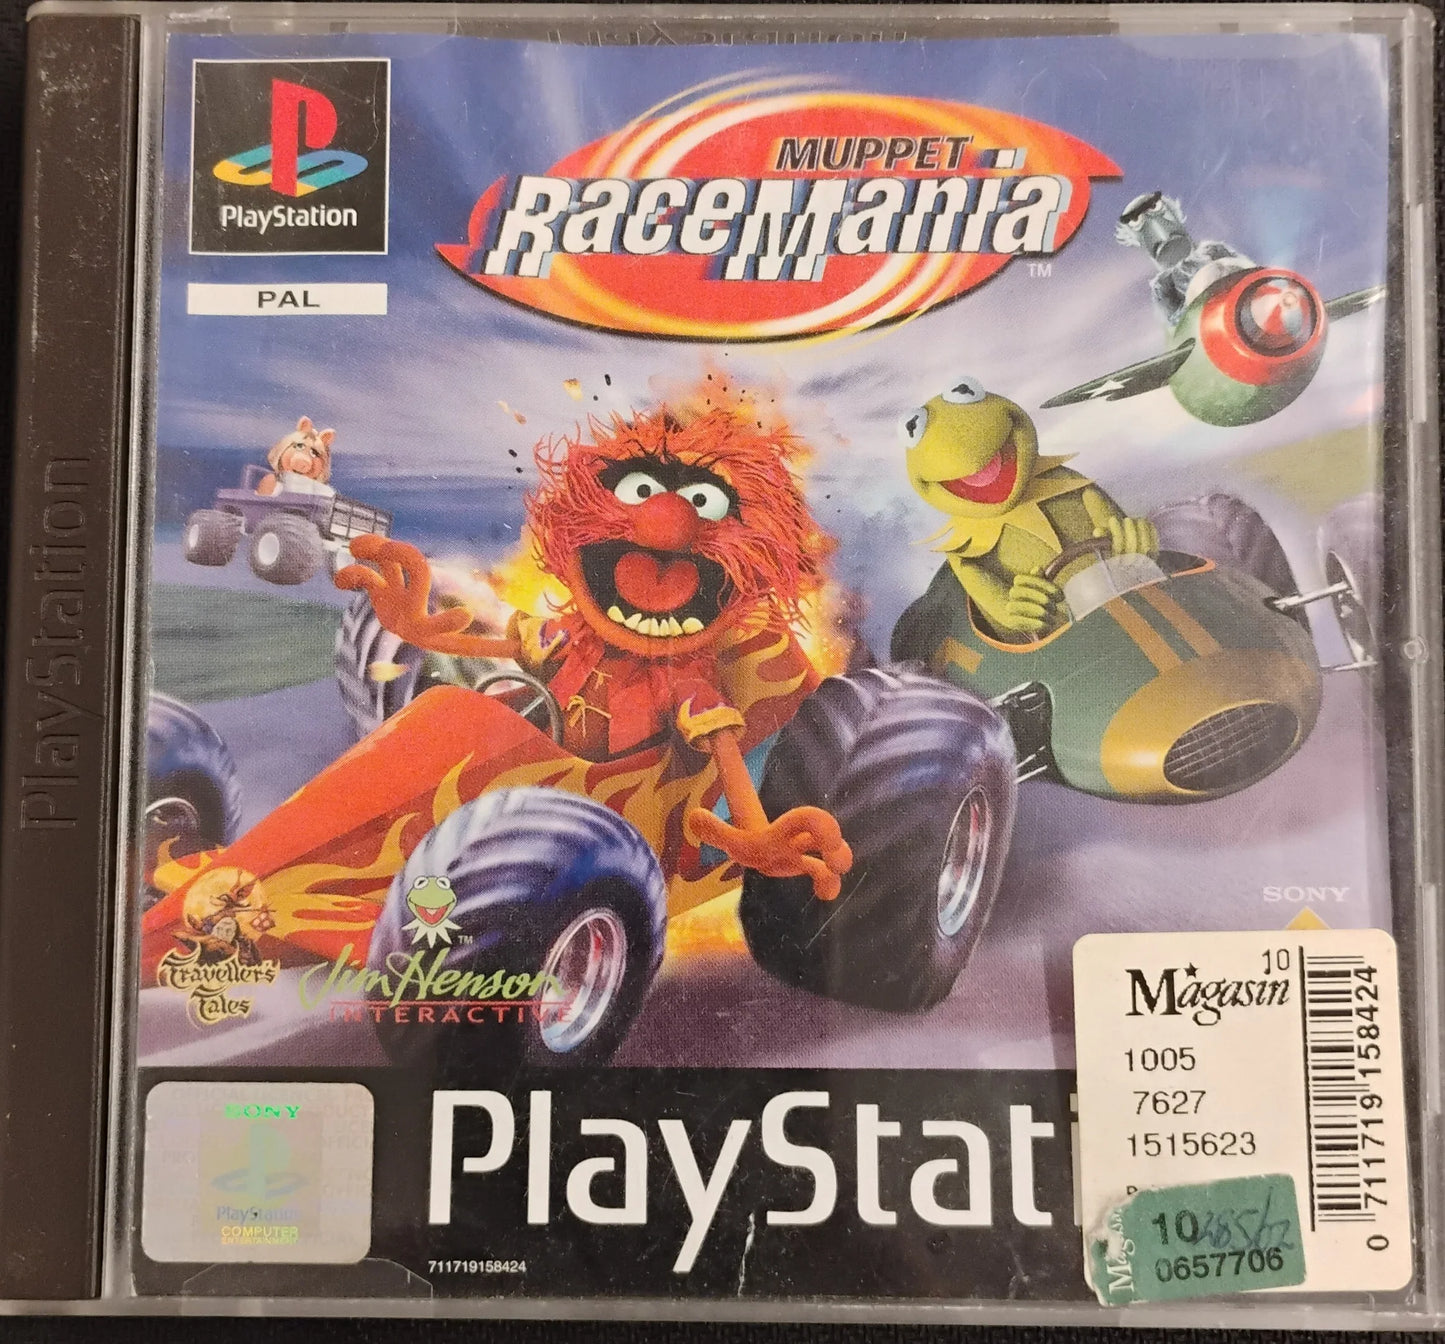 PlayStation
PlayStation
PAL
MUPPET
RaceMania
TM
SONY
Traveller's
Tales
TM
Jim Henson
INTERACTIVE
SONY
PlayStation
COMPUTER
ENTERTAINMENT
PlayStati
711719158424
10
Magasin
1005
7627
1515623
10
0657706
0 711719 158424